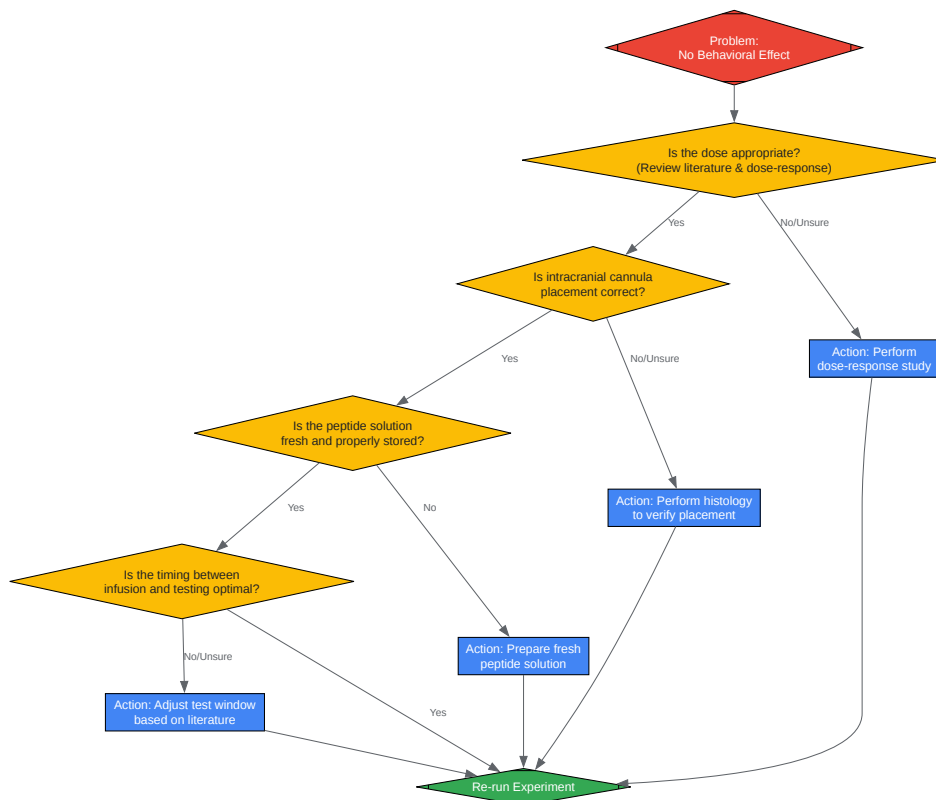 Problem:
No Behavioral Effect
Is the dose appropriate?
(Review literature & dose-response)
Yes
No/Unsure
Is intracranial cannula
placement correct?
Action: Perform
dose-response study
Yes
No/Unsure
Is the peptide solution
fresh and properly stored?
Action: Perform histology
to verify placement
Yes
No
Is the timing between
infusion and testing optimal?
Action: Prepare fresh
peptide solution
No/Unsure
Yes
Action: Adjust test window
based on literature
Re-run Experiment